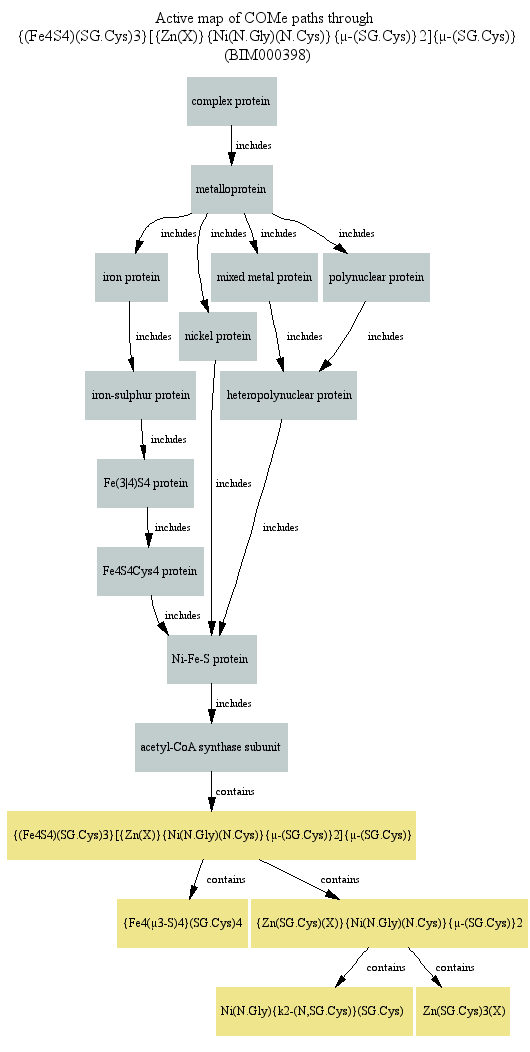 Active map of COMe paths through
{(Fe4S4)(SG.Cys)3}[{Zn(X)}{Ni(N.Gly)(N.Cys)}{μ-(SG.Cys)}2]{μ-(SG.Cys)}
(BIM000398)
complex protein
includes
metalloprotein
includes
includes
includes
includes
iron protein
mixed metal protein
polynuclear protein
nickel protein
includes
includes
includes
iron-sulphur protein
heteropolynuclear protein
includes
Fe(3|4)S4 protein
includes
includes
includes
Fe4S4Cys4 protein
includes
Ni-Fe-S protein
includes
acetyl-CoA synthase subunit
contains
{(Fe4S4)(SG.Cys)3}[{Zn(X)}{Ni(N.Gly)(N.Cys)}{μ-(SG.Cys)}2]{μ-(SG.Cys)}
contains
contains
{Fe4(μ3-S)4}(SG.Cys)4
{Zn(SG.Cys)(X)}{Ni(N.Gly)(N.Cys)}{μ-(SG.Cys)}2
contains
contains
Ni(N.Gly){k2-(N,SG.Cys)}(SG.Cys)
Zn(SG.Cys)3(X)